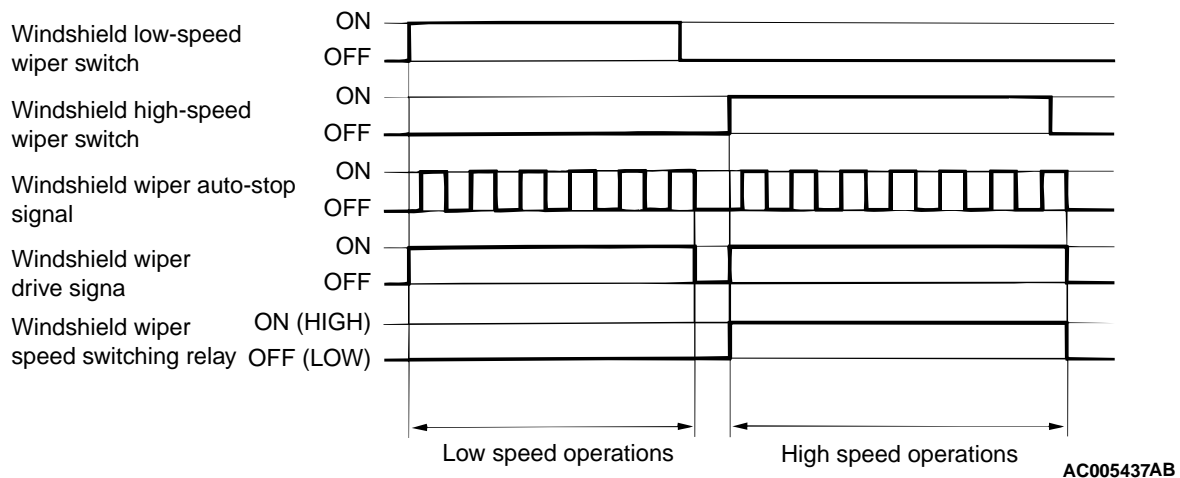 Windshield low-speed
wiper switch
ON
OFF
Windshield high-speed
wiper switch
ON
OFF
Windshield wiper auto-stop
signal
ON
OFF
Windshield wiper
drive signa
ON
OFF
Windshield wiper
speed switching relay
ON (HIGH)
OFF (LOW)
Low speed operations
High speed operations
AC005437AB